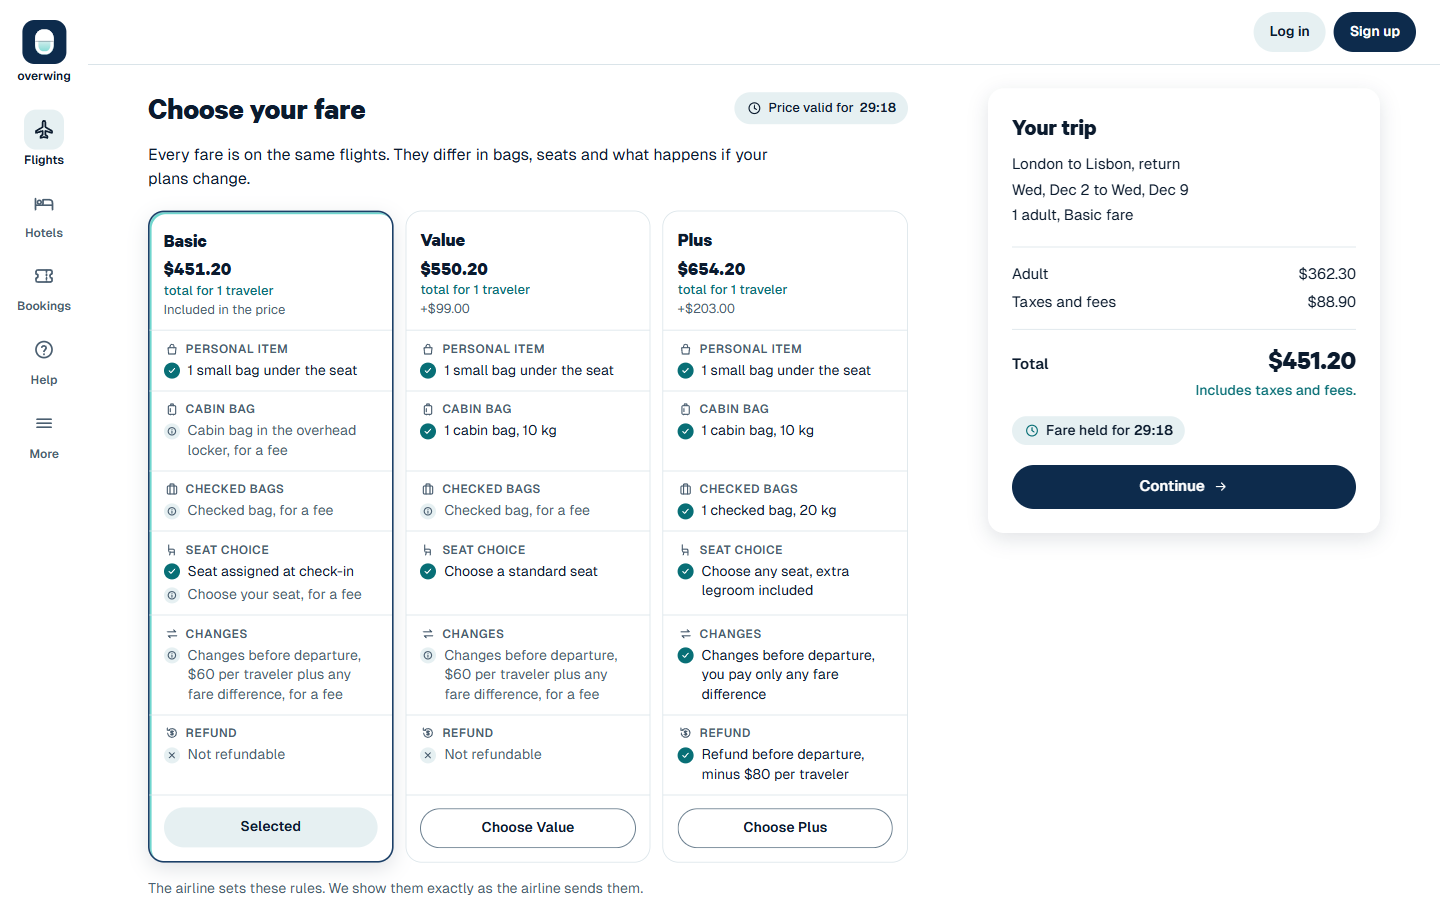 overwing
Flights
Hotels
Bookings
Help
More
Log in
Sign up
Choose your fare
Price valid for 29:18
Every fare is on the same flights. They differ in bags, seats and what happens if your
plans change.
Basic
$451.20
total for 1 traveler
Included in the price
PERSONAL ITEM
1 small bag under the seat
CABIN BAG
Cabin bag in the overhead
locker, for a fee
CHECKED BAGS
Checked bag, for a fee
SEAT CHOICE
Seat assigned at check-in
Choose your seat, for a fee
CHANGES
Changes before departure,
$60 per traveler plus any
fare difference, for a fee
REFUND
Not refundable
Selected
Value
$550.20
total for 1 traveler
+$99.00
PERSONAL ITEM
1 small bag under the seat
CABIN BAG
1 cabin bag, 10 kg
CHECKED BAGS
Checked bag, for a fee
SEAT CHOICE
Choose a standard seat
CHANGES
Changes before departure,
$60 per traveler plus any
fare difference, for a fee
REFUND
Not refundable
Choose Value
Plus
$654.20
total for 1 traveler
+$203.00
PERSONAL ITEM
1 small bag under the seat
CABIN BAG
1 cabin bag, 10 kg
CHECKED BAGS
1 checked bag, 20 kg
SEAT CHOICE
Choose any seat, extra
legroom included
CHANGES
Changes before departure,
you pay only any fare
difference
REFUND
Refund before departure,
minus $80 per traveler
Choose Plus
The airline sets these rules. We show them exactly as the airline sends them.
Your trip
London to Lisbon, return
Wed, Dec 2 to Wed, Dec 9
1 adult, Basic fare
Adult $362.30
Taxes and fees $88.90
Total $451.20
Includes taxes and fees.
Fare held for 29:18
Continue →